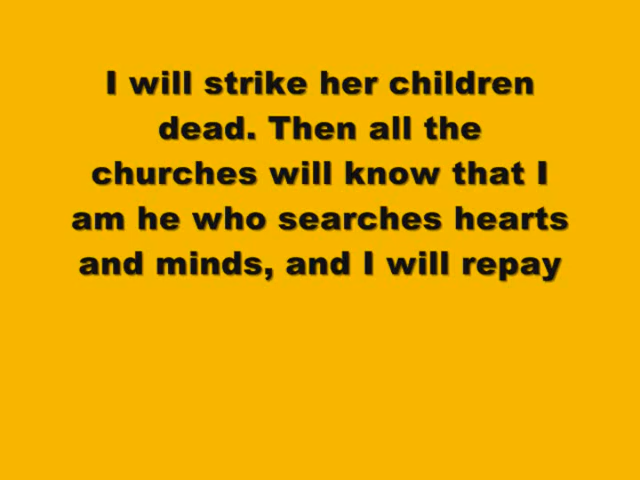 I will strike her children
dead. Then all the
churches will know that I
am he who searches hearts
and minds, and I will repay